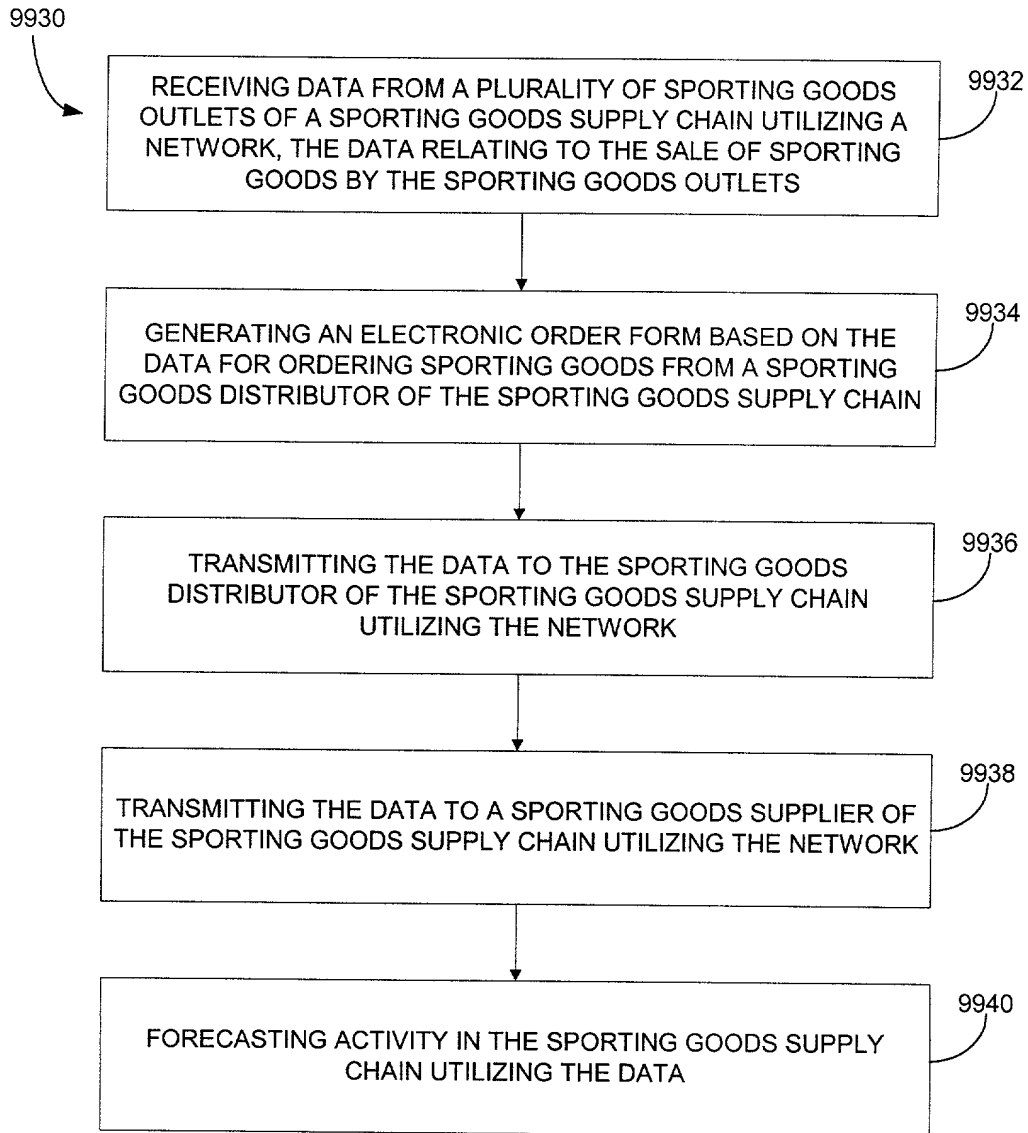 9930
RECEIVING DATA FROM A PLURALITY OF SPORTING GOODS
OUTLETS OF A SPORTING GOODS SUPPLY CHAIN UTILIZING A
NETWORK, THE DATA RELATING TO THE SALE OF SPORTING
GOODS BY THE SPORTING GOODS OUTLETS
9932
GENERATING AN ELECTRONIC ORDER FORM BASED ON THE
DATA FOR ORDERING SPORTING GOODS FROM A SPORTING
GOODS DISTRIBUTOR OF THE SPORTING GOODS SUPPLY CHAIN
9934
TRANSMITTING THE DATA TO THE SPORTING GOODS
DISTRIBUTOR OF THE SPORTING GOODS SUPPLY CHAIN
UTILIZING THE NETWORK
9936
TRANSMITTING THE DATA TO A SPORTING GOODS SUPPLIER OF
THE SPORTING GOODS SUPPLY CHAIN UTILIZING THE NETWORK
9938
FORECASTING ACTIVITY IN THE SPORTING GOODS SUPPLY
CHAIN UTILIZING THE DATA
9940